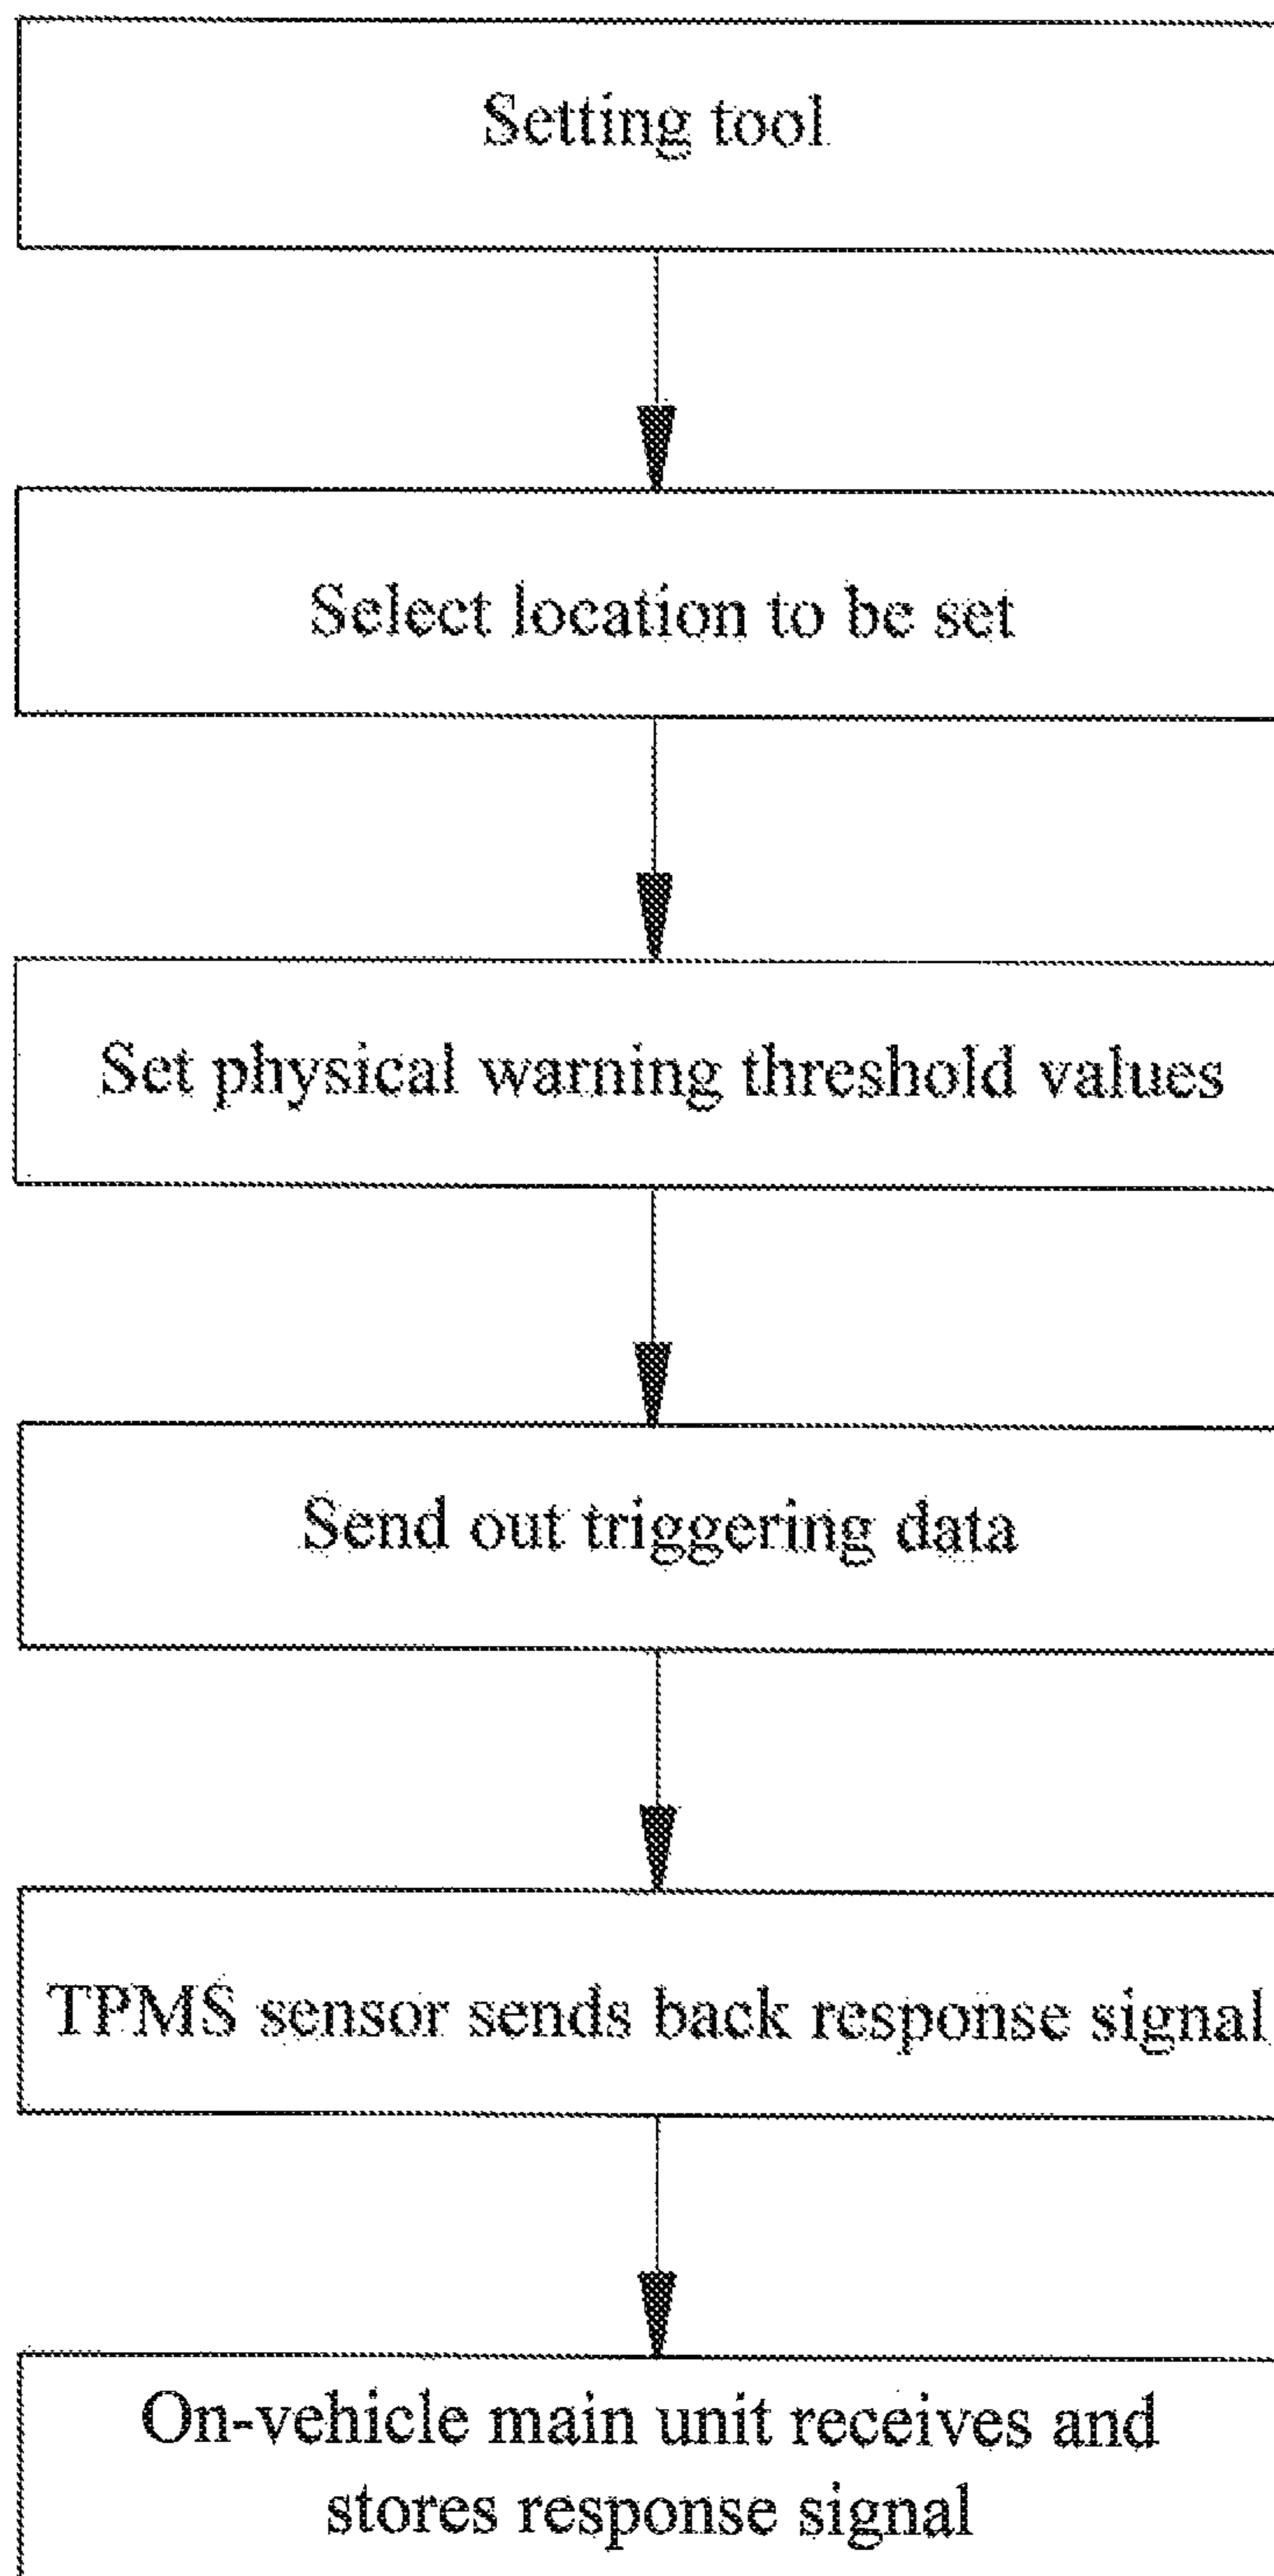 Setting tool
Select location to be set
Set physical warning threshold values
Send out triggering data
TPMS sensor sends back response signal
On-vehicle main unit receives and
stores response signal